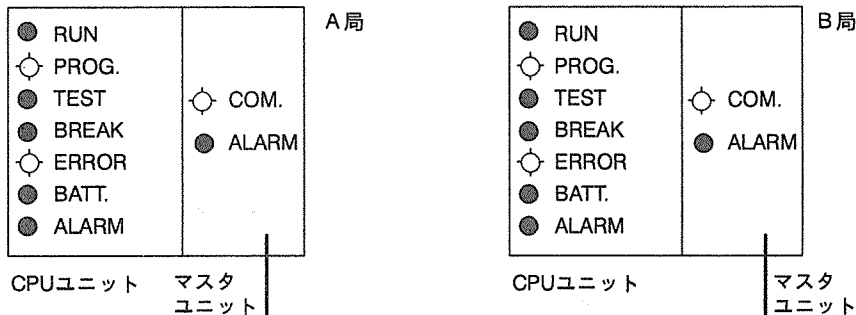 A局
RUN
PROG.
TEST
BREAK
ERROR
BATT.
ALARM
COM.
ALARM
CPUユニット
マスタ
ユニット
B局
RUN
PROG.
TEST
BREAK
ERROR
BATT.
ALARM
COM.
ALARM
CPUユニット
マスタ
ユニット